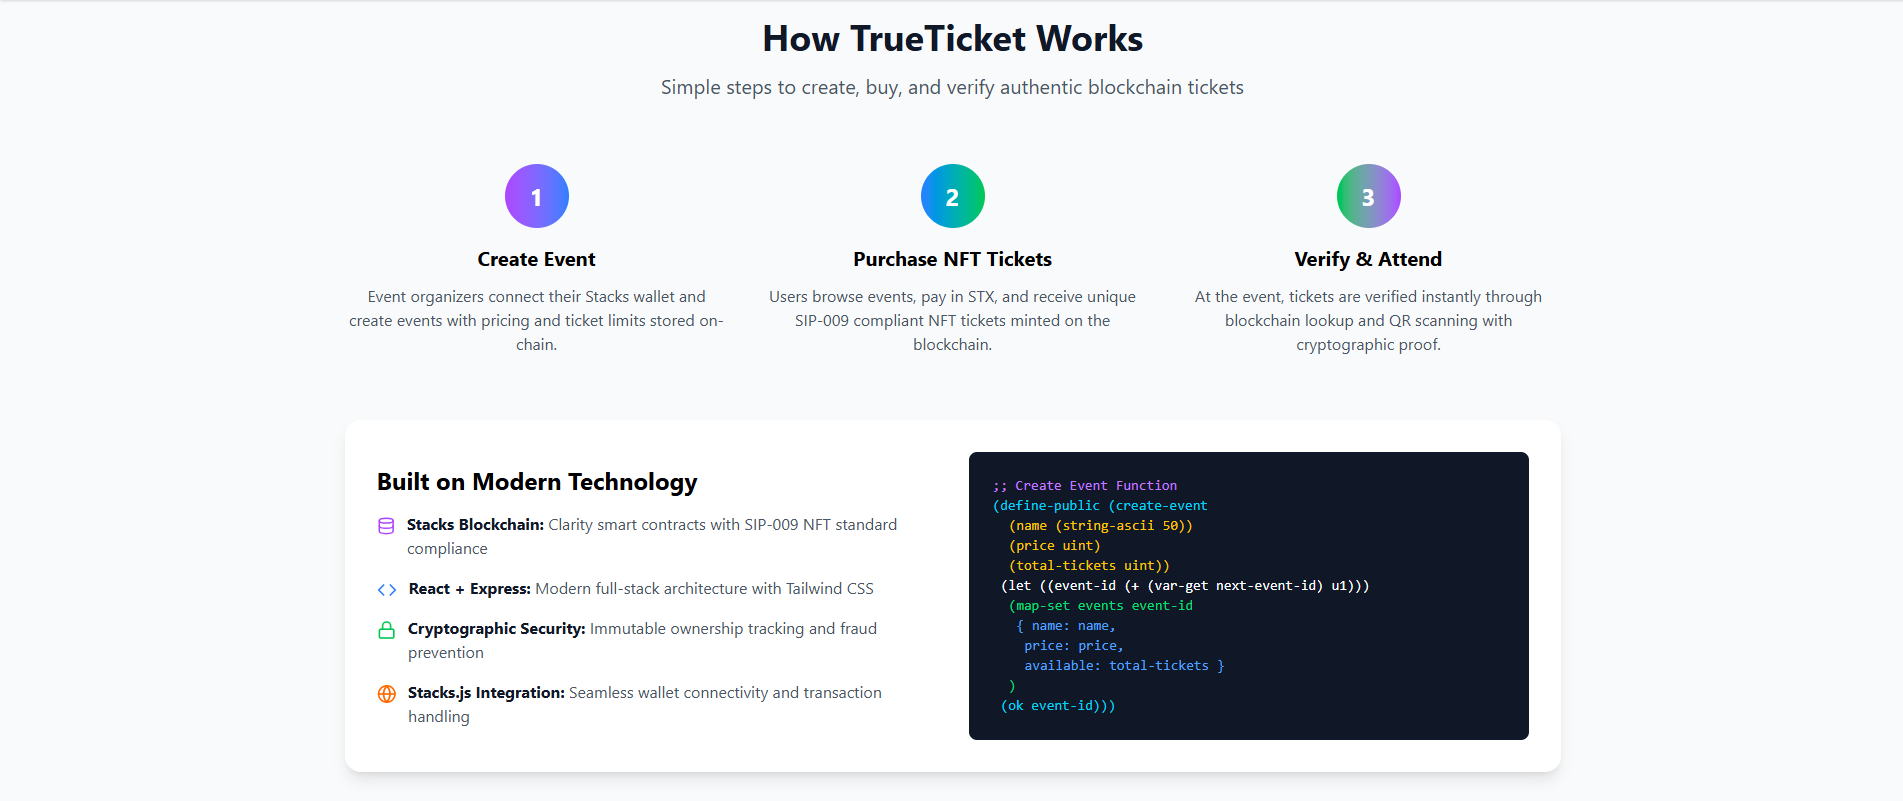 How TrueTicket Works
Simple steps to create, buy, and verify authentic blockchain tickets
1
Create Event
Event organizers connect their Stacks wallet and
create events with pricing and ticket limits stored on-
chain.
2
Purchase NFT Tickets
Users browse events, pay in STX, and receive unique
SIP-009 compliant NFT tickets minted on the
blockchain.
3
Verify & Attend
At the event, tickets are verified instantly through
blockchain lookup and QR scanning with
cryptographic proof.
Built on Modern Technology
Stacks Blockchain: Clarity smart contracts with SIP-009 NFT standard
compliance
React + Express: Modern full-stack architecture with Tailwind CSS
Cryptographic Security: Immutable ownership tracking and fraud
prevention
Stacks.js Integration: Seamless wallet connectivity and transaction
handling
;; Create Event Function
(define-public (create-event
(name (string-ascii 50))
(price uint)
(total-tickets uint))
(let ((event-id (+ (var-get next-event-id) u1)))
(map-set events event-id
{ name: name,
price: price,
available: total-tickets }
)
(ok event-id)))